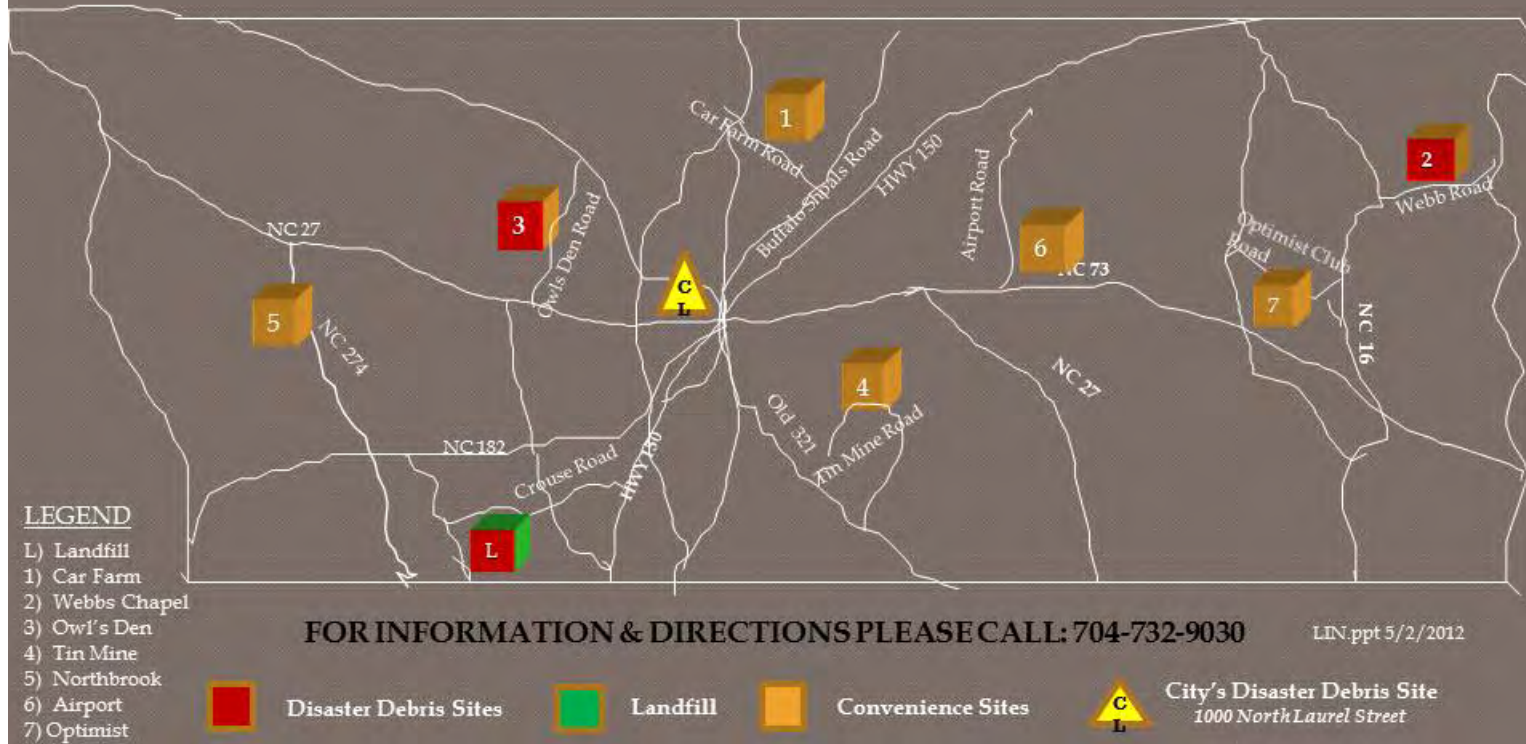 1
Car Farm Road
Buffalo Shoals Road
HWY 150
Airport Road
2
Webb Road
3
Owls Den Road
NC 27
6
NC 73
Optimist Club
Road
7
NC 16
CL
5
NC 274
4
Tin Mine Road
Old 321
NC 27
NC 182
Crouse Road
HWY 150
L
LEGEND
L) Landfill
1) Car Farm
2) Webbs Chapel
3) Owl's Den
4) Tin Mine
5) Northbrook
6) Airport
7) Optimist
FOR INFORMATION & DIRECTIONS PLEASE CALL: 704-732-9030
LIN.ppt 5/2/2012
Disaster Debris Sites
Landfill
Convenience Sites
CL
City's Disaster Debris Site
1000 North Laurel Street